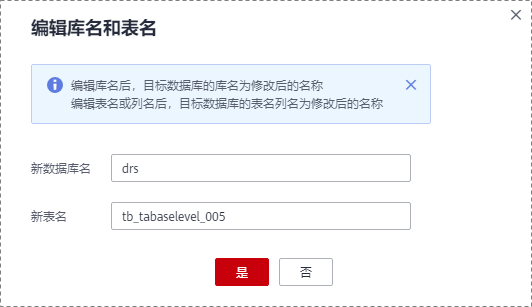 编辑库名和表名
编辑库名后，目标数据库的库名为修改后的名称
编辑表名或列名后，目标数据库的表名列名为修改后的名称
新数据库名 drs
新表名 tb_tabaselevel_005
是 否